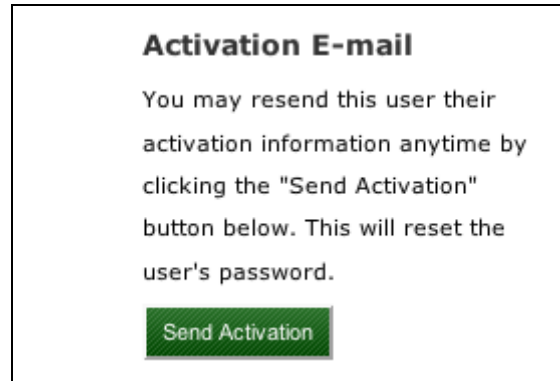 Activation E-mail
You may resend this user their
activation information anytime by
clicking the "Send Activation"
button below. This will reset the
user's password.
Send Activation